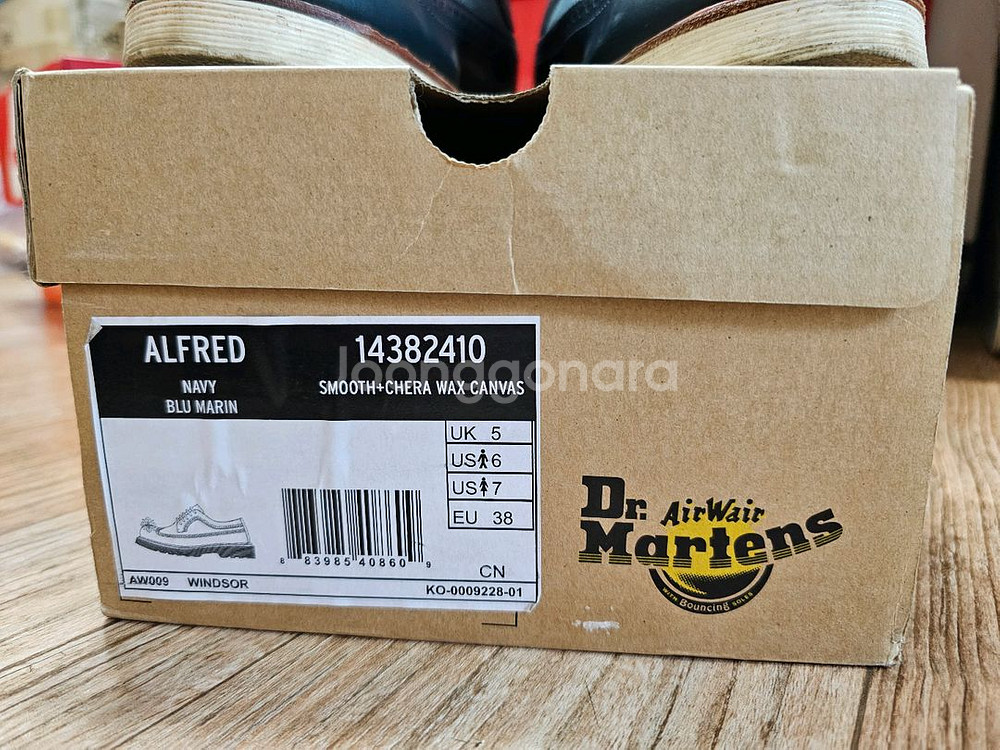 ALFRED 14382410
NAVY SMOOTH+CHERA WAX CANVAS
BLU MARIN
Joonggonara
UK 5
US 6
US 7
EU 38
8 83985 40860 9
CN
AW009 WINDSOR KO-0009228-01
Dr. AirWair
Martens
WITH Bouncing SOLES